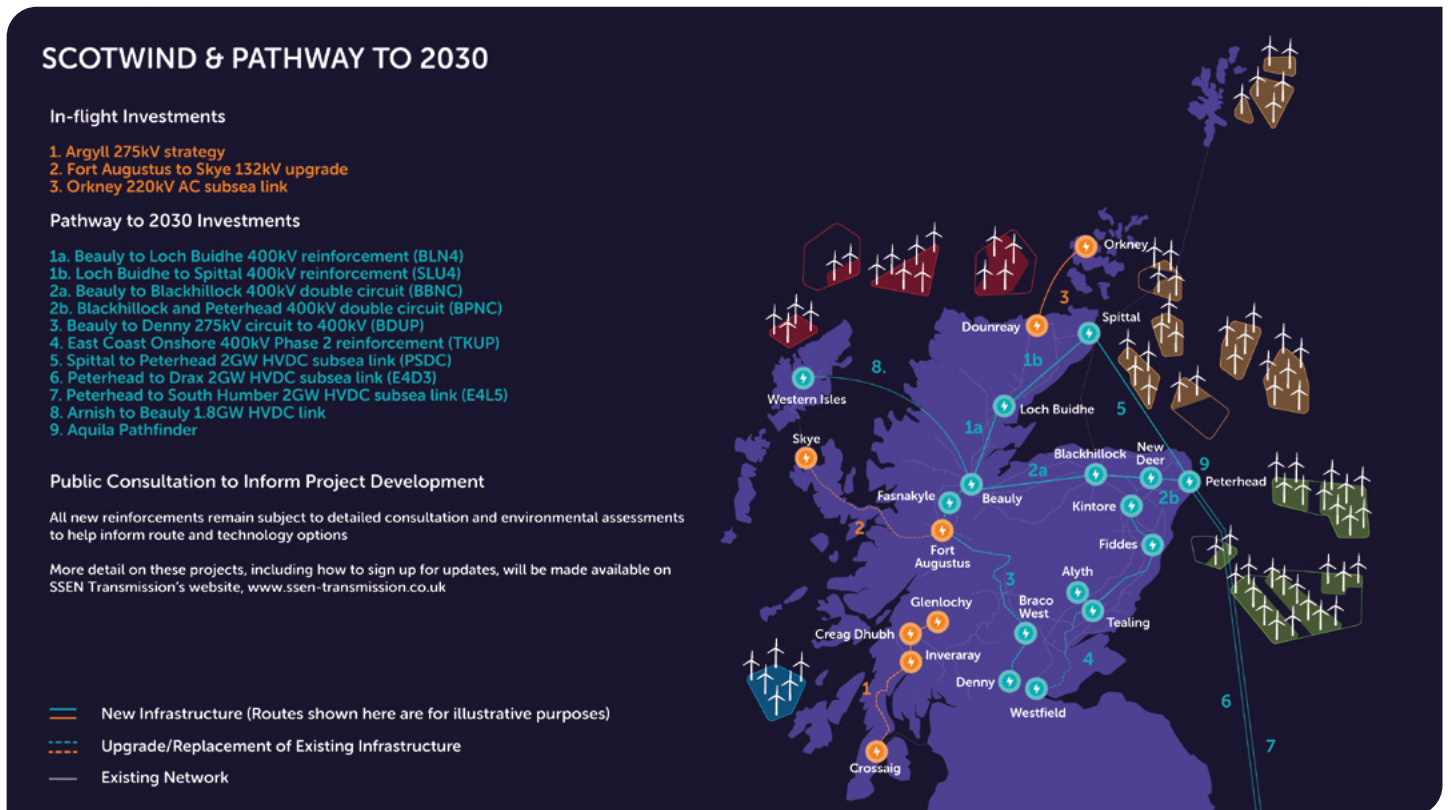 SCOTWIND & PATHWAY TO 2030
In-flight Investments
1. Argyll 275kV strategy
2. Fort Augustus to Skye 132kV upgrade
3. Orkney 220kV AC subsea link
Pathway to 2030 Investments
1a. Beauly to Loch Buidhe 400kV reinforcement (BLN4)
1b. Loch Buidhe to Spittal 400kV reinforcement (SLU4)
2a. Beauly to Blackhillock 400kV double circuit (BBNC)
2b. Blackhillock and Peterhead 400kV double circuit (BPNC)
3. Beauly to Denny 275kV circuit to 400kV (BDUP)
4. East Coast Onshore 400kV Phase 2 reinforcement (TKUP)
5. Spittal to Peterhead 2GW HVDC subsea link (PSDC)
6. Peterhead to Drax 2GW HVDC subsea link (E4D3)
7. Peterhead to South Humber 2GW HVDC subsea link (E4L5)
8. Arnish to Beauly 1.8GW HVDC link
9. Aquila Pathfinder
Public Consultation to Inform Project Development
All new reinforcements remain subject to detailed consultation and environmental assessments
to help inform route and technology options
More detail on these projects, including how to sign up for updates, will be made available on
SSEN Transmission's website, www.ssen-transmission.co.uk
New Infrastructure (Routes shown here are for illustrative purposes)
Upgrade/Replacement of Existing Infrastructure
Existing Network
Orkney
3
Dounreay
Spittal
1b
8.
Western Isles
Loch Buidhe
5
1a
Skye
Blackhillock
New
Deer
9
2a
Peterhead
Fasnakyle
Beauly
2b
Kintore
2
Fort
Augustus
Fiddes
Alyth
3
Glenlochy
Braco
West
Tealing
Creag Dhubh
Inveraray
4
Denny
1
Westfield
6
7
Crossaig